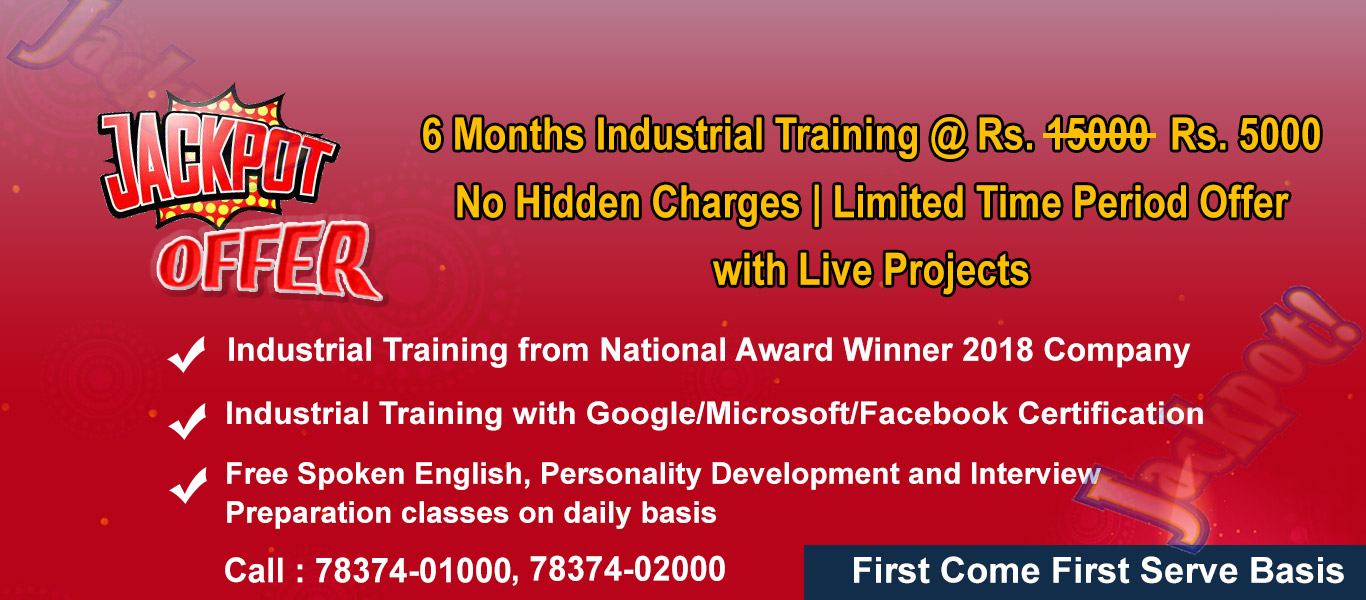 Jackpot
JACKPOT
OFFER
6 Months Industrial Training @ Rs. 15000 Rs. 5000
No Hidden Charges | Limited Time Period Offer
with Live Projects
Industrial Training from National Award Winner 2018 Company
Industrial Training with Google/Microsoft/Facebook Certification
Free Spoken English, Personality Development and Interview
Preparation classes on daily basis
Jackpot!
Call : 78374-01000, 78374-02000
First Come First Serve Basis